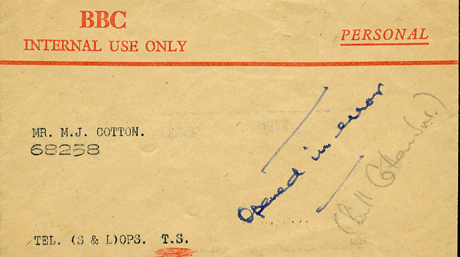 BBC
INTERNAL USE ONLY
PERSONAL
MR. M.J. COTTON.
68258
Opened in error
TEL. (S & L)OPS. T.S.